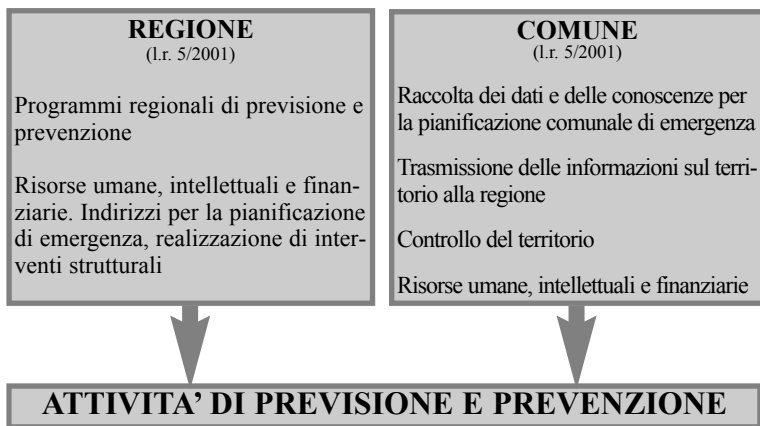 REGIONE
(l.r. 5/2001)
Programmi regionali di previsione e
prevenzione
Risorse umane, intellettuali e finan-
ziarie. Indirizzi per la pianificazione
di emergenza, realizzazione di inter-
venti strutturali
COMUNE
(l.r. 5/2001)
Raccolta dei dati e delle conoscenze per
la pianificazione comunale di emergenza
Trasmissione delle informazioni sul terri-
torio alla regione
Controllo del territorio
Risorse umane, intellettuali e finanziarie
ATTIVITA’ DI PREVISIONE E PREVENZIONE